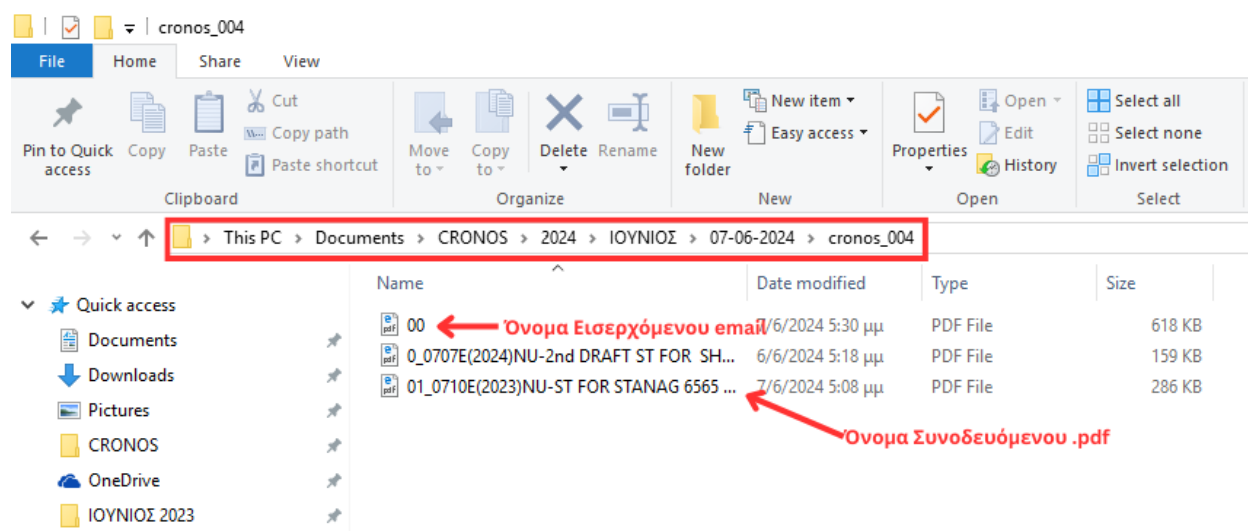 cronos_004
File Home Share View
Pin to Quick access
Copy
Paste
Cut
Copy path
Paste shortcut
Clipboard
Move to
Copy to
Delete
Rename
Organize
New folder
New item
Easy access
New
Properties
Open
Edit
History
Open
Select all
Select none
Invert selection
Select
This PC > Documents > CRONOS > 2024 > ΙΟΥΝΙΟΣ > 07-06-2024 > cronos_004
Name Date modified Type Size
Quick access
Documents
Downloads
Pictures
CRONOS
OneDrive
ΙΟΥΝΙΟΣ 2023
00 Όνομα Εισερχόμενου email 7/6/2024 5:30 μμ PDF File 618 KB
0_0707E(2024)NU-2nd DRAFT ST FOR SH... 6/6/2024 5:18 μμ PDF File 159 KB
01_0710E(2023)NU-ST FOR STANAG 6565 ... 7/6/2024 5:08 μμ PDF File 286 KB
Όνομα Συνοδευόμενου .pdf